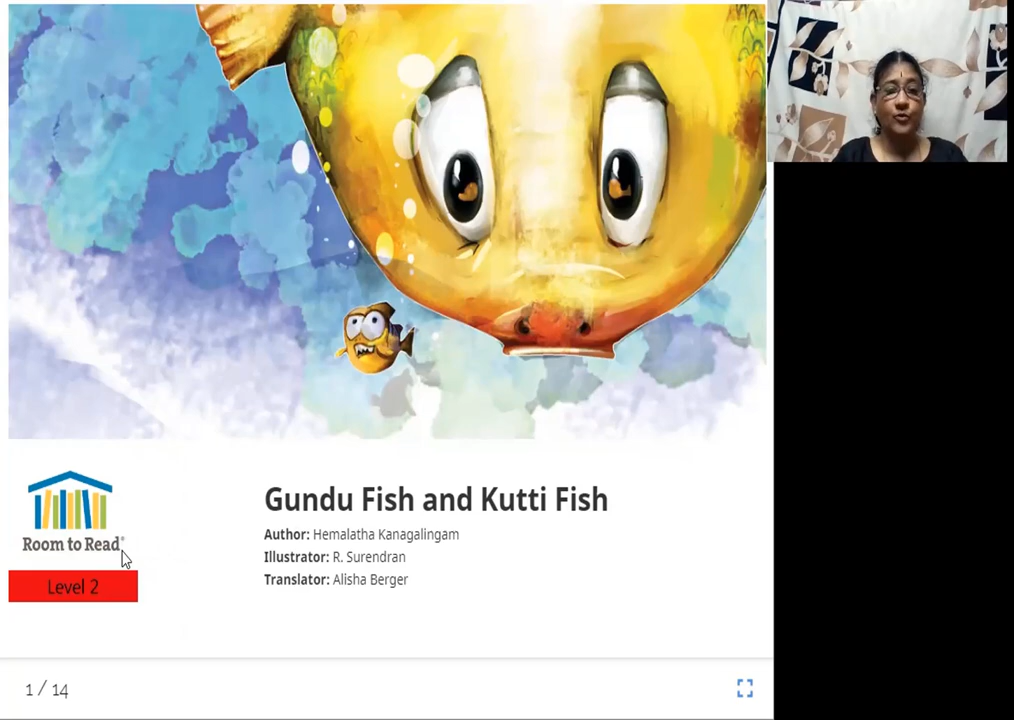 Room to Read
Level 2
Gundu Fish and Kutti Fish
Author: Hemalatha Kanagalingam
Illustrator: R. Surendran
Translator: Alisha Berger
1 / 14